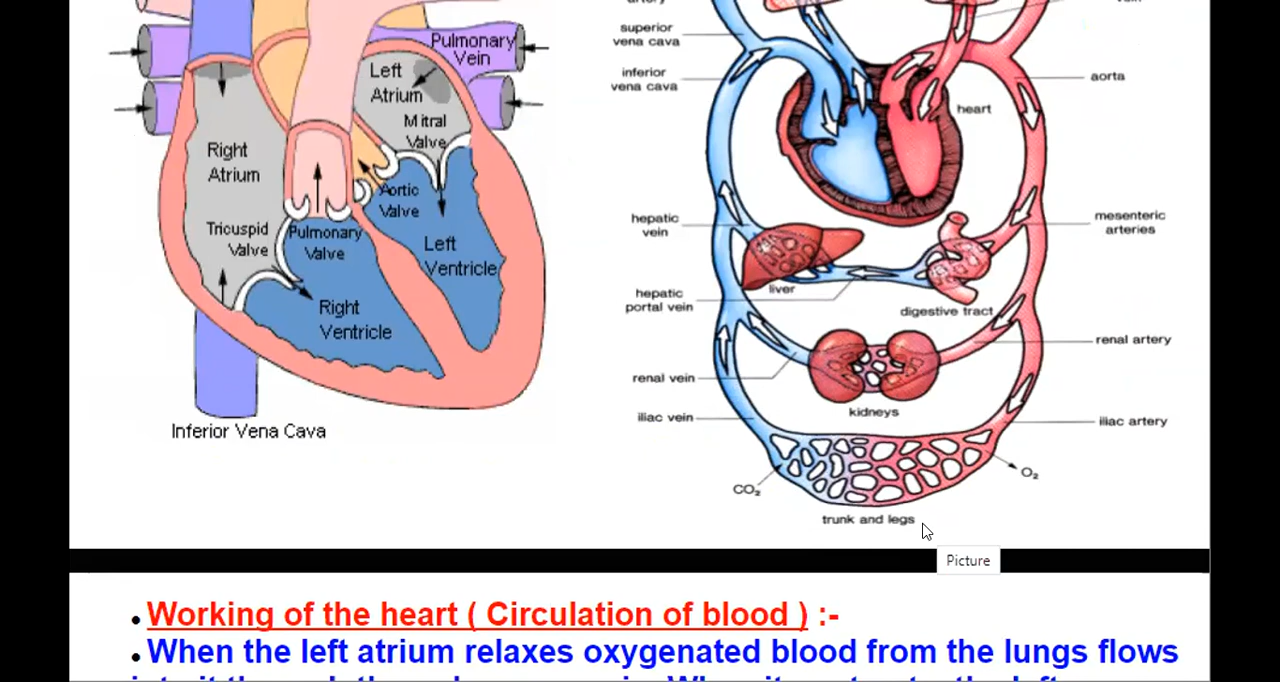 Pulmonary
Vein
Left
Atrium
Mitral
Valve
Right
Atrium
Aortic
Valve
Tricuspid
Valve
Pulmonary
Valve
Left
Ventricle
Right
Ventricle
Inferior Vena Cava
superior
vena cava
inferior
vena cava
aorta
heart
hepatic
vein
mesenteric
arteries
liver
hepatic
portal vein
digestive tract
renal artery
renal vein
kidneys
iliac vein
iliac artery
CO₂
O₂
trunk and legs
Picture
• Working of the heart ( Circulation of blood ) :-
• When the left atrium relaxes oxygenated blood from the lungs flows